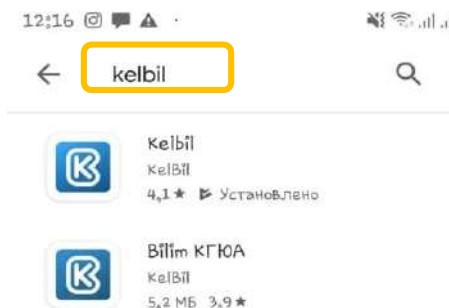 12:16
kelbil
Kelbil
KelBil
4,1★ Установлено
Bilim КГЮА
KelBil
5,2 МБ 3,9★